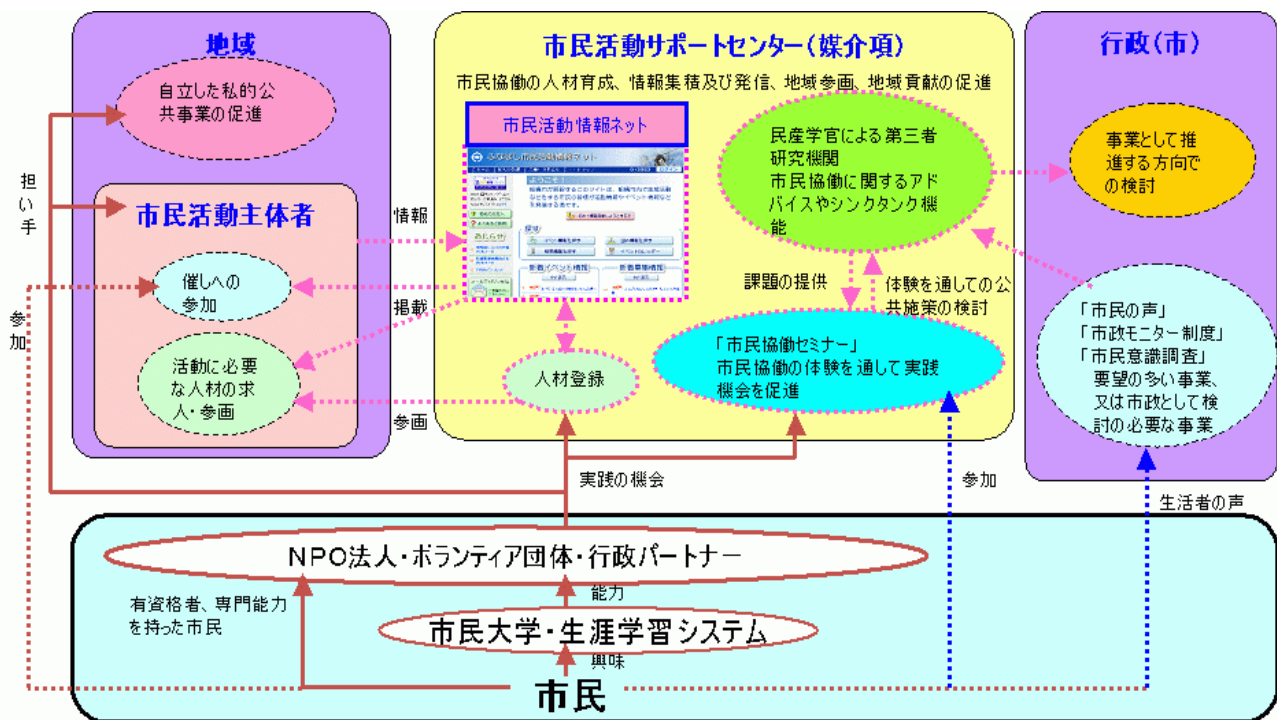 地域
自立した私的公
共事業の促進
担い手
市民活動主体者
催しへの
参加
参加
活動に必要
な人材の求
人・参画
情報
掲載
参画
市民活動サポートセンター(媒介項)
市民協働の人材育成、情報集積及び発信、地域参画、地域貢献の促進
市民活動情報ネット
ふなばし市民活動情報ネット
人材登録
民産学官による第三者
研究機関
市民協働に関するアド
バイスやシンクタンク機
能
課題の提供
体験を通しての公
共施策の検討
「市民協働セミナー」
市民協働の体験を通して実践
機会を促進
行政(市)
事業として推
進する方向で
の検討
「市民の声」
「市政モニター制度」
「市民意識調査」
要望の多い事業、
又は市政として検
討の必要な事業
実践の機会
参加
生活者の声
NPO法人・ボランティア団体・行政パートナー
有資格者、専門能力
を持った市民
能力
市民大学・生涯学習システム
興味
市民